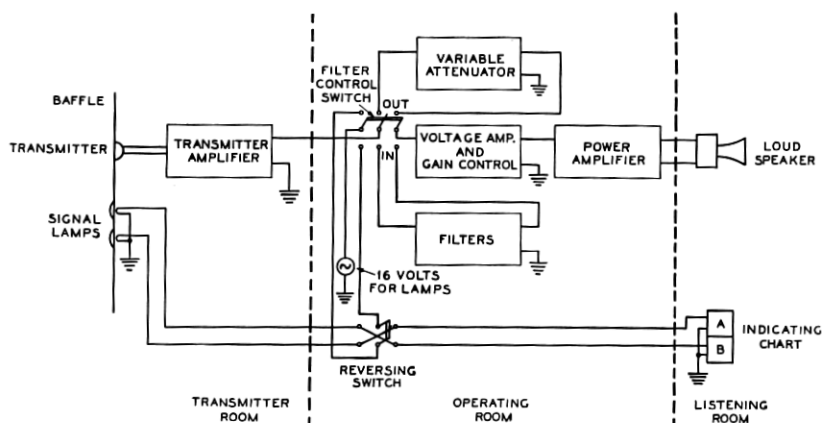 VARIABLE
ATTENUATOR
FILTER
CONTROL
SWITCH
OUT
BAFFLE
TRANSMITTER
TRANSMITTER
AMPLIFIER
IN
VOLTAGE AMP.
AND
GAIN CONTROL
POWER
AMPLIFIER
LOUD
SPEAKER
SIGNAL
LAMPS
FILTERS
16 VOLTS
FOR LAMPS
A
B
INDICATING
CHART
REVERSING
SWITCH
TRANSMITTER
ROOM
OPERATING
ROOM
LISTENING
ROOM